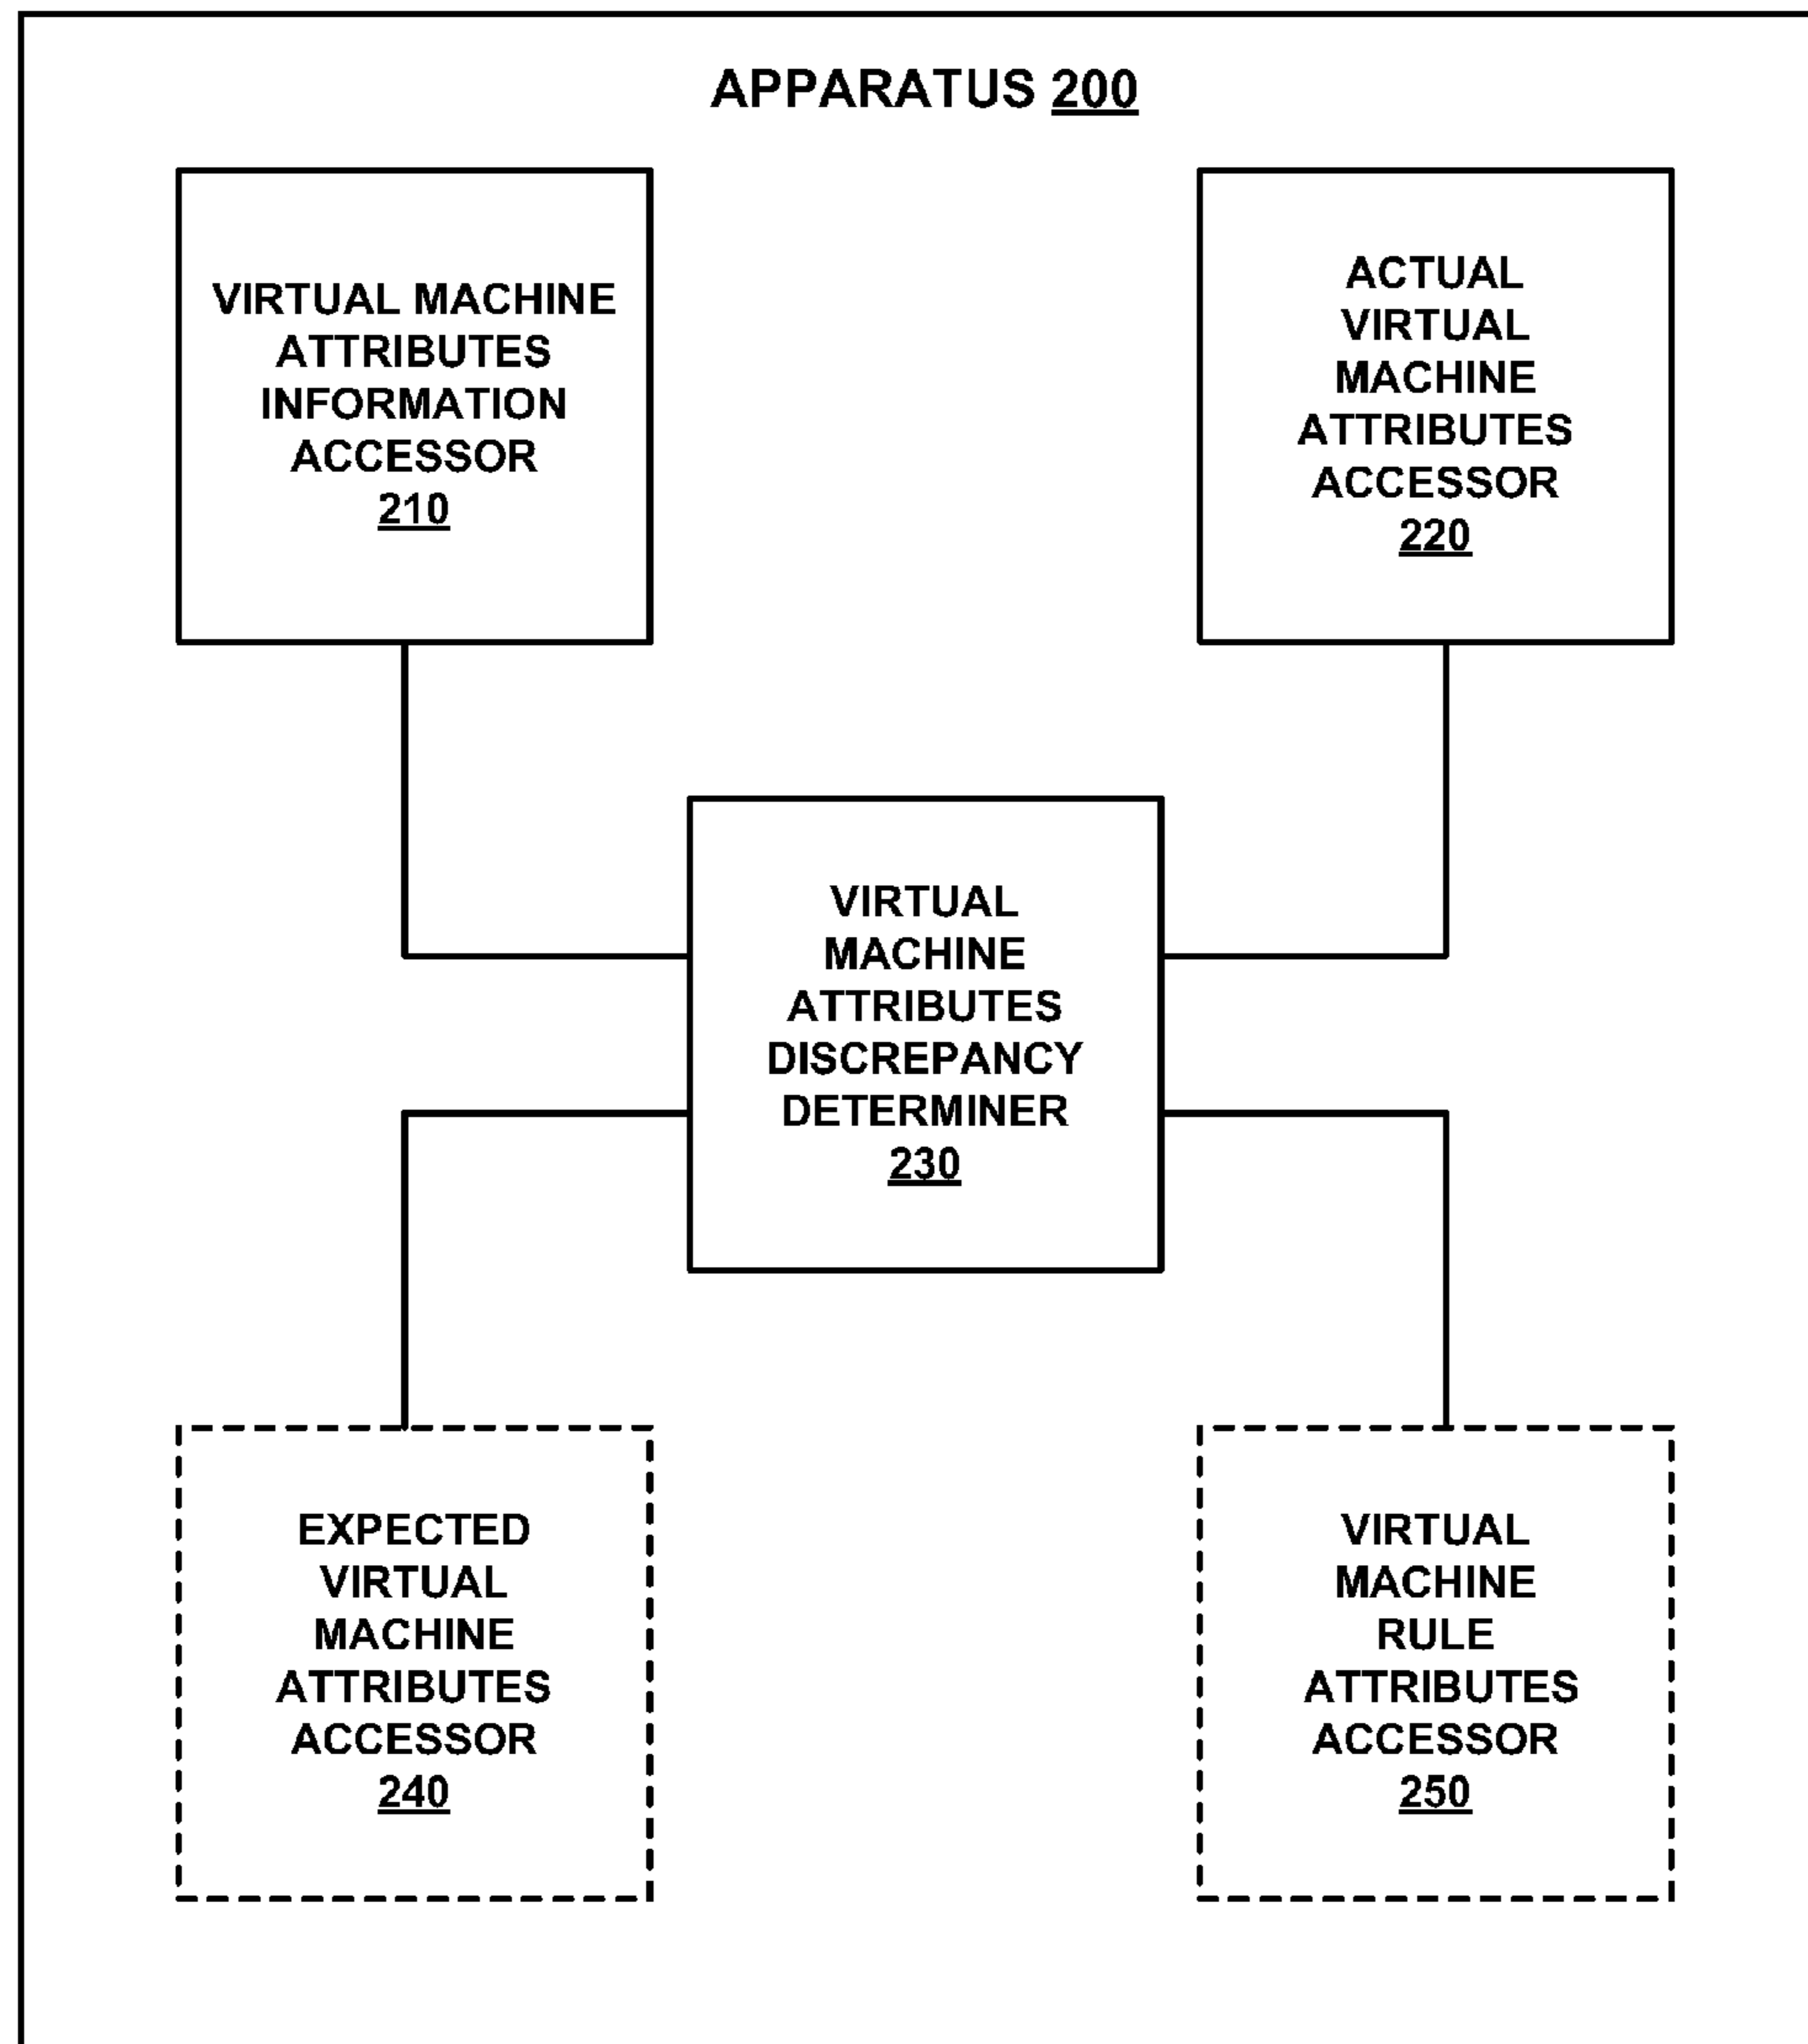 APPARATUS 200
VIRTUAL MACHINE
ATTRIBUTES
INFORMATION
ACCESSOR
210
ACTUAL
VIRTUAL
MACHINE
ATTRIBUTES
ACCESSOR
220
VIRTUAL
MACHINE
ATTRIBUTES
DISCREPANCY
DETERMINER
230
EXPECTED
VIRTUAL
MACHINE
ATTRIBUTES
ACCESSOR
240
VIRTUAL
MACHINE
RULE
ATTRIBUTES
ACCESSOR
250